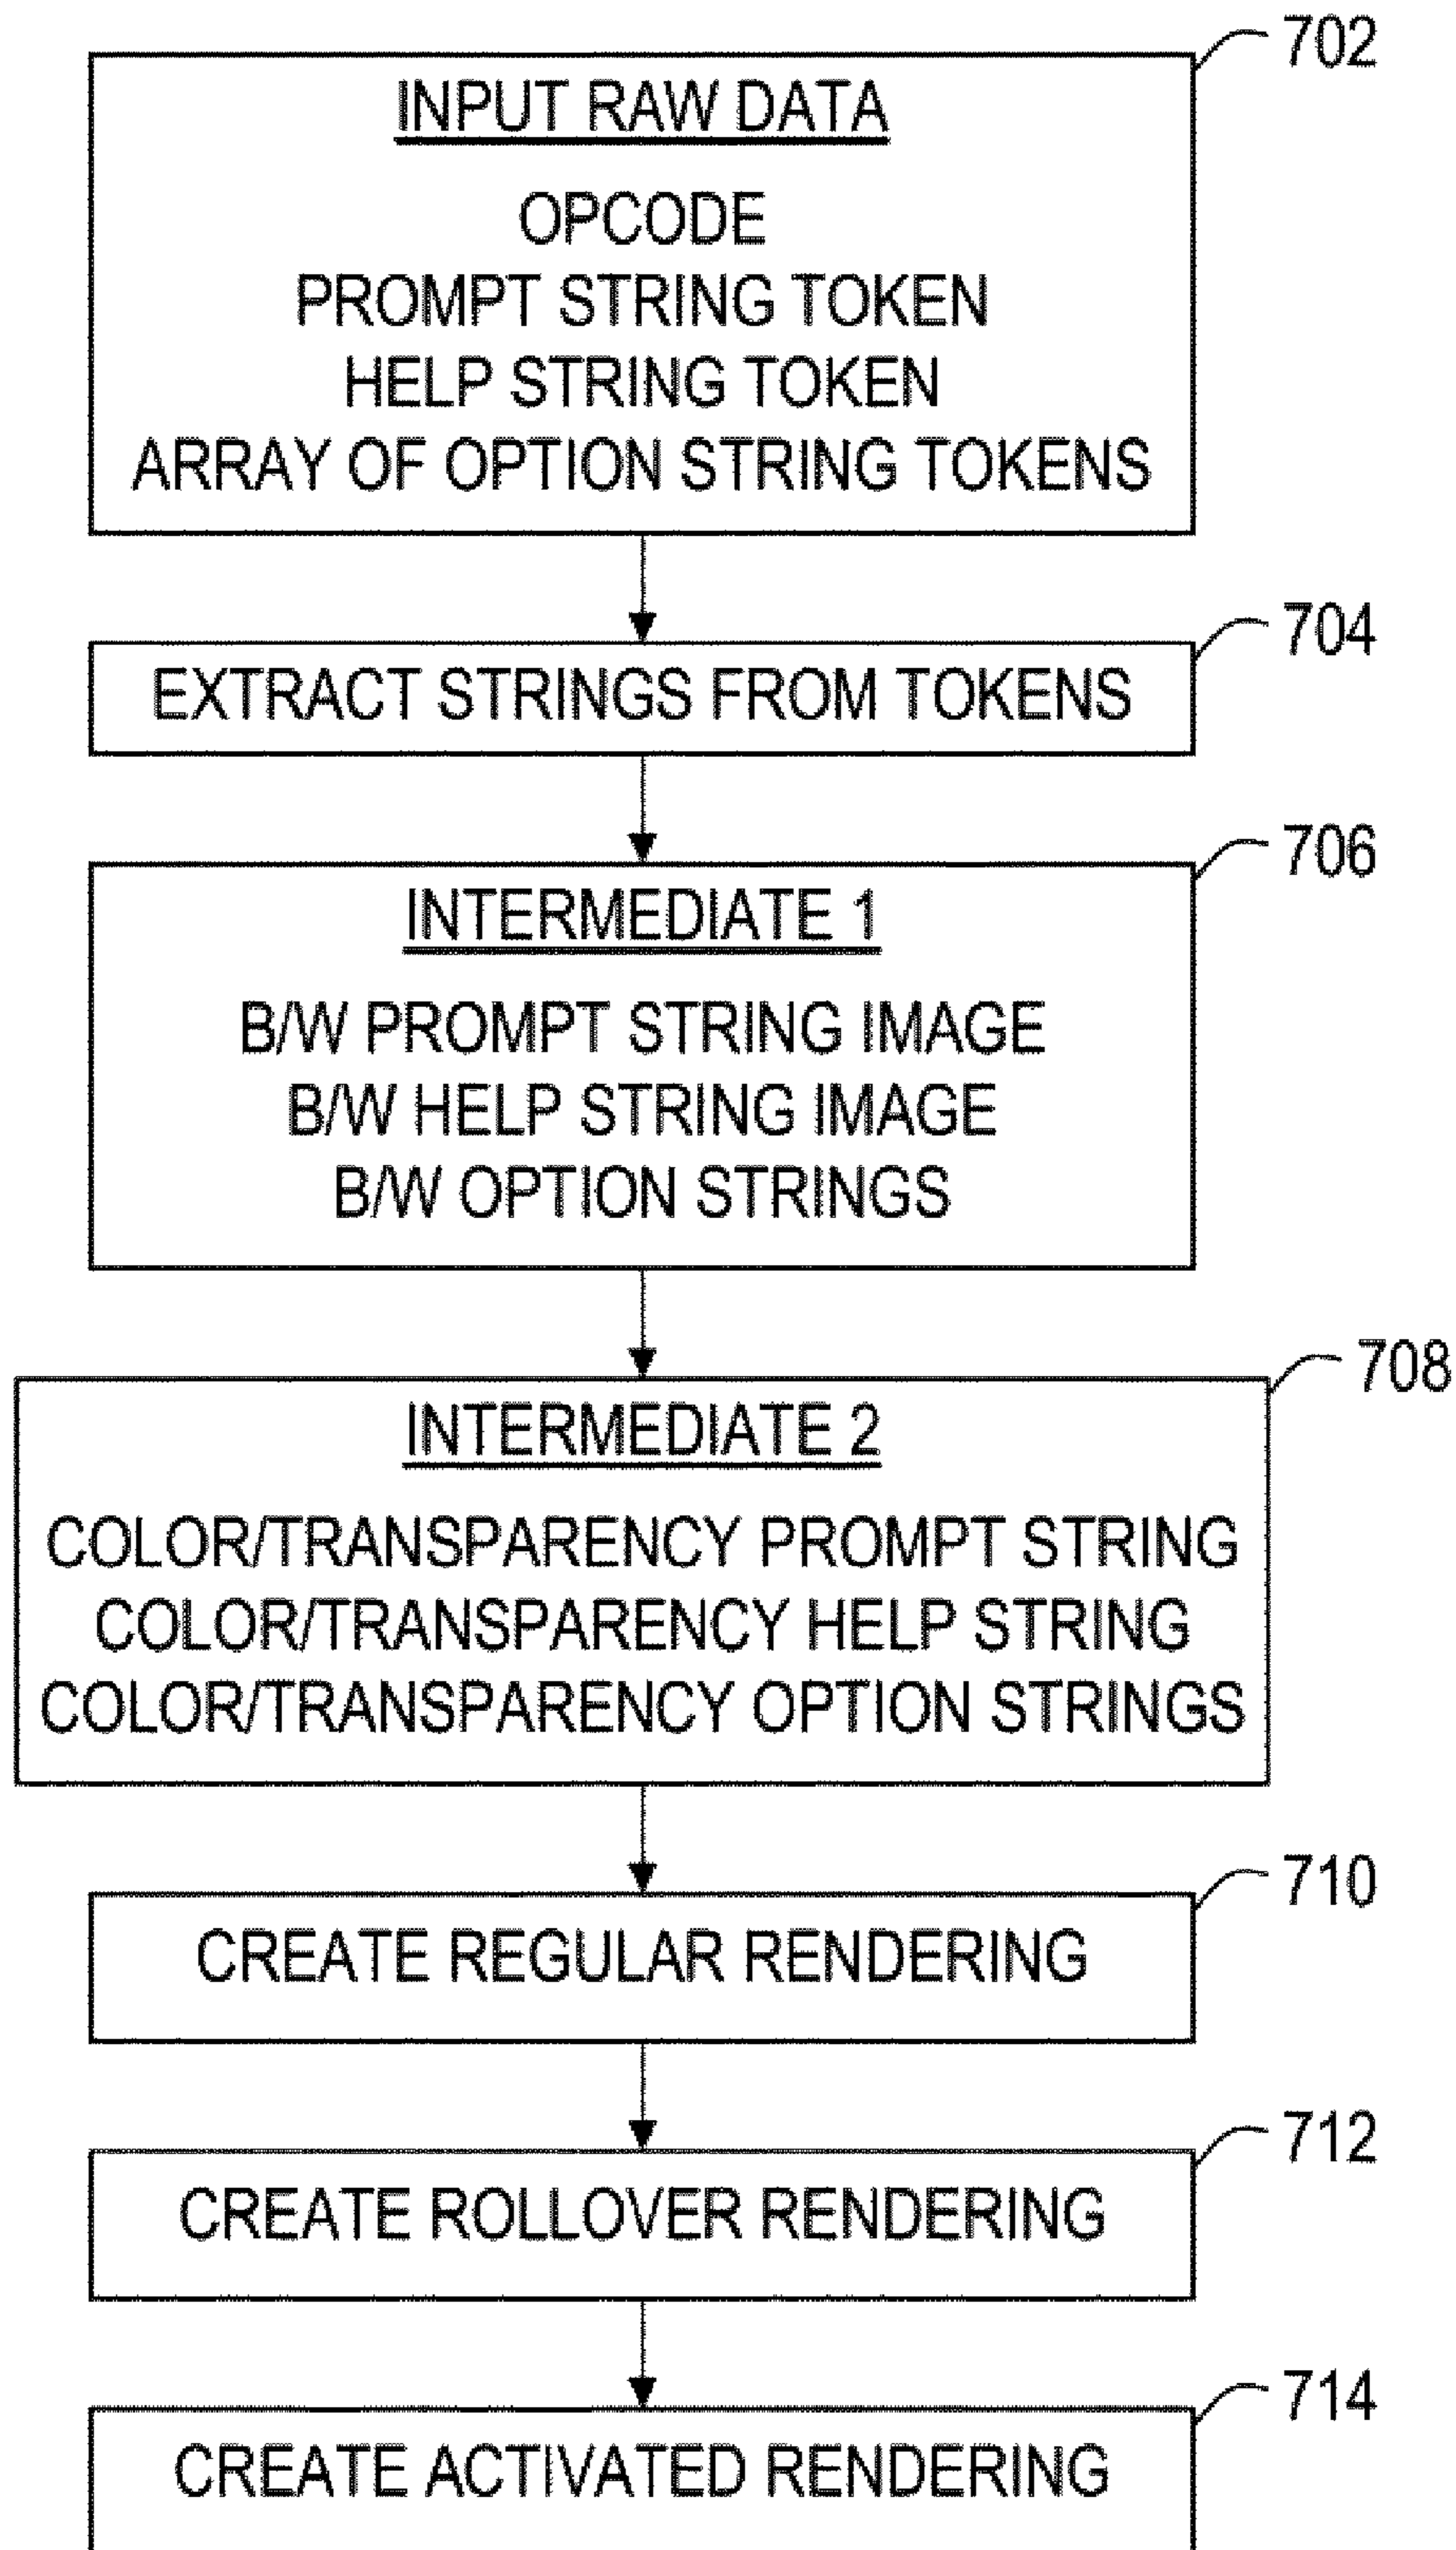 702
INPUT RAW DATA
OPCODE
PROMPT STRING TOKEN
HELP STRING TOKEN
ARRAY OF OPTION STRING TOKENS
704
EXTRACT STRINGS FROM TOKENS
706
INTERMEDIATE 1
B/W PROMPT STRING IMAGE
B/W HELP STRING IMAGE
B/W OPTION STRINGS
708
INTERMEDIATE 2
COLOR/TRANSPARENCY PROMPT STRING
COLOR/TRANSPARENCY HELP STRING
COLOR/TRANSPARENCY OPTION STRINGS
710
CREATE REGULAR RENDERING
712
CREATE ROLLOVER RENDERING
714
CREATE ACTIVATED RENDERING